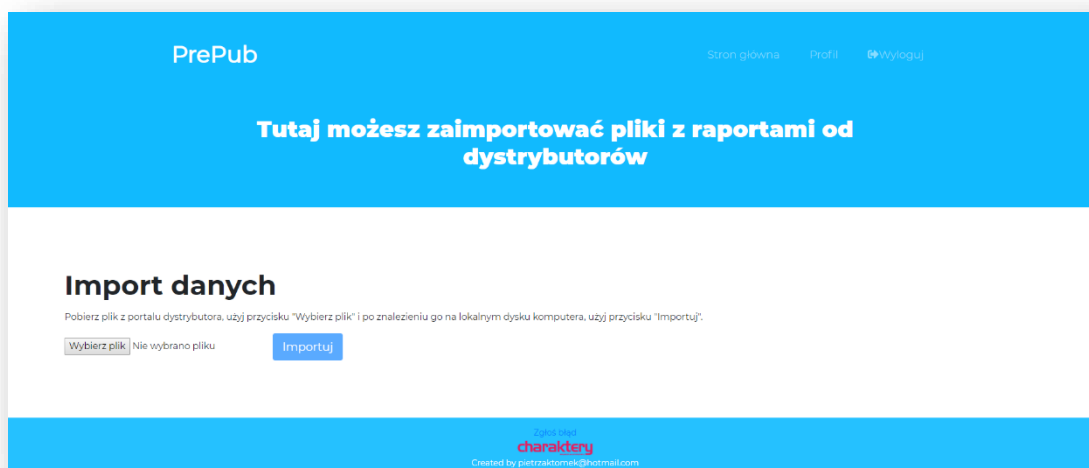 PrePub
Stron główna Profil Wyloguj
Tutaj możesz zaimportować pliki z raportami od
dystrybutorów
Import danych
Pobierz plik z portalu dystrybutora, użyj przycisku "Wybierz plik" i po znalezieniu go na lokalnym dysku komputera, użyj przycisku "Importuj".
Wybierz plik Nie wybrano pliku Importuj
Zgłoś błąd
charaktery
Created by pietrzaktomek@hotmail.com